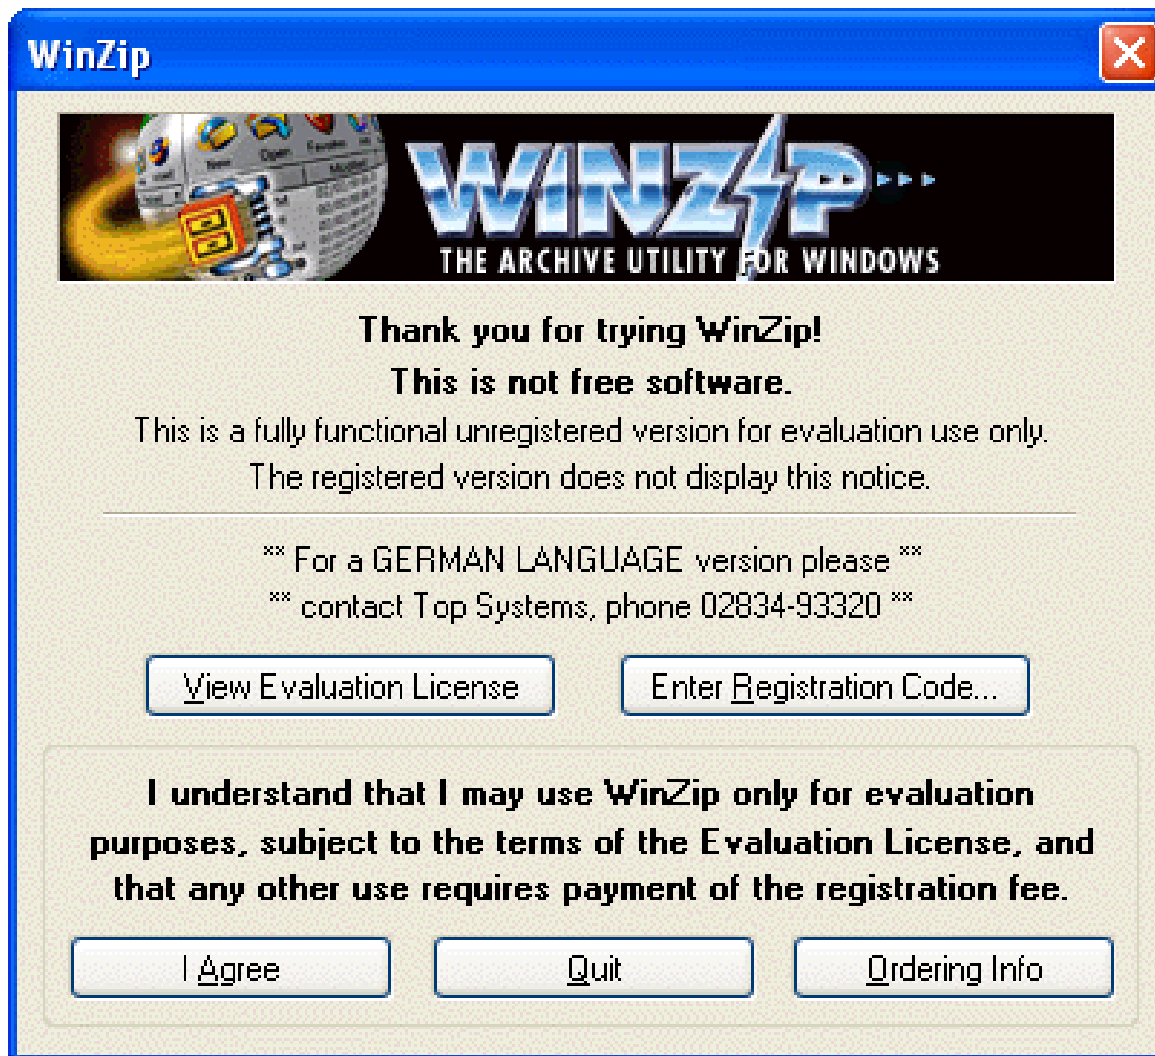 WinZip
New Open Favorites
WINZIP
THE ARCHIVE UTILITY FOR WINDOWS
Thank you for trying WinZip!
This is not free software.
This is a fully functional unregistered version for evaluation use only.
The registered version does not display this notice.
** For a GERMAN LANGUAGE version please **
** contact Top Systems, phone 02834-93320 **
View Evaluation License
Enter Registration Code...
I understand that I may use WinZip only for evaluation
purposes, subject to the terms of the Evaluation License, and
that any other use requires payment of the registration fee.
I Agree
Quit
Ordering Info